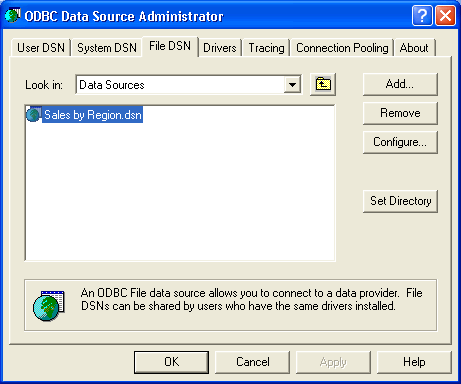 ODBC Data Source Administrator
User DSN System DSN File DSN Drivers Tracing Connection Pooling About
Look in: Data Sources Add...
Sales by Region.dsn Remove
Configure...
Set Directory
An ODBC File data source allows you to connect to a data provider. File
DSNs can be shared by users who have the same drivers installed.
OK Cancel Apply Help